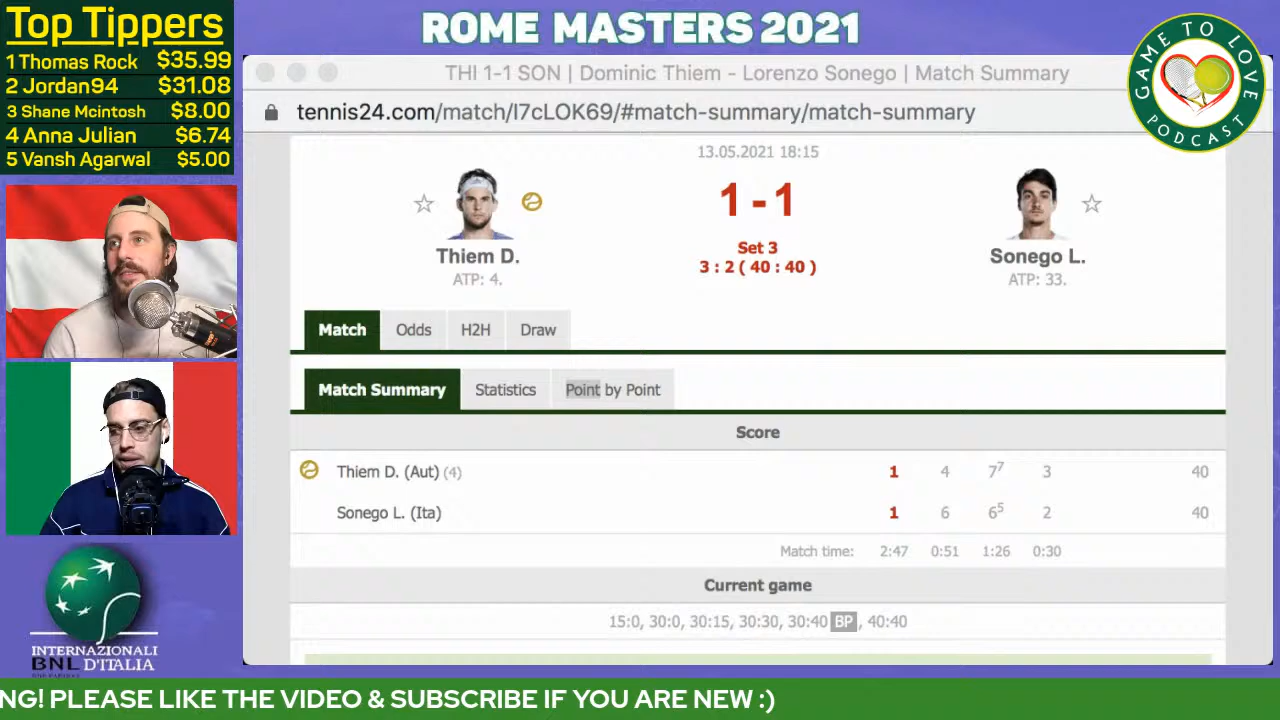 Top Tippers
1 Thomas Rock $35.99
2 Jordan94 $31.08
3 Shane Mcintosh $8.00
4 Anna Julian $6.74
5 Vansh Agarwal $5.00
ROME MASTERS 2021
GAME TO LOVE
PODCAST
THI 1-1 SON | Dominic Thiem - Lorenzo Sonego | Match Summary
tennis24.com/match/I7cLOK69/#match-summary/match-summary
13.05.2021 18:15
1 - 1
Set 3
3 : 2 ( 40 : 40 )
Thiem D.
ATP: 4.
Sonego L.
ATP: 33.
Match Odds H2H Draw
Match Summary Statistics Point by Point
Score
Thiem D. (Aut) (4) 1 4 7⁷ 3 40
Sonego L. (Ita) 1 6 6⁵ 2 40
Match time: 2:47 0:51 1:26 0:30
Current game
15:0, 30:0, 30:15, 30:30, 30:40 BP , 40:40
INTERNAZIONALI
BNL D'ITALIA
NG! PLEASE LIKE THE VIDEO & SUBSCRIBE IF YOU ARE NEW :)